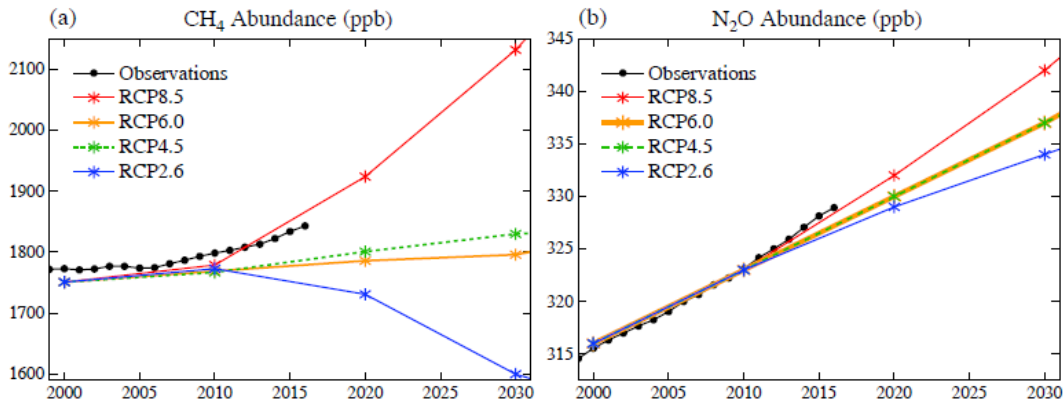 (a) CH₄ Abundance (ppb)
2100
2000
1900
1800
1700
1600
Observations
RCP8.5
RCP6.0
RCP4.5
RCP2.6
2000 2005 2010 2015 2020 2025 2030
(b) N₂O Abundance (ppb)
345
340
335
330
325
320
315
Observations
RCP8.5
RCP6.0
RCP4.5
RCP2.6
2000 2005 2010 2015 2020 2025 2030